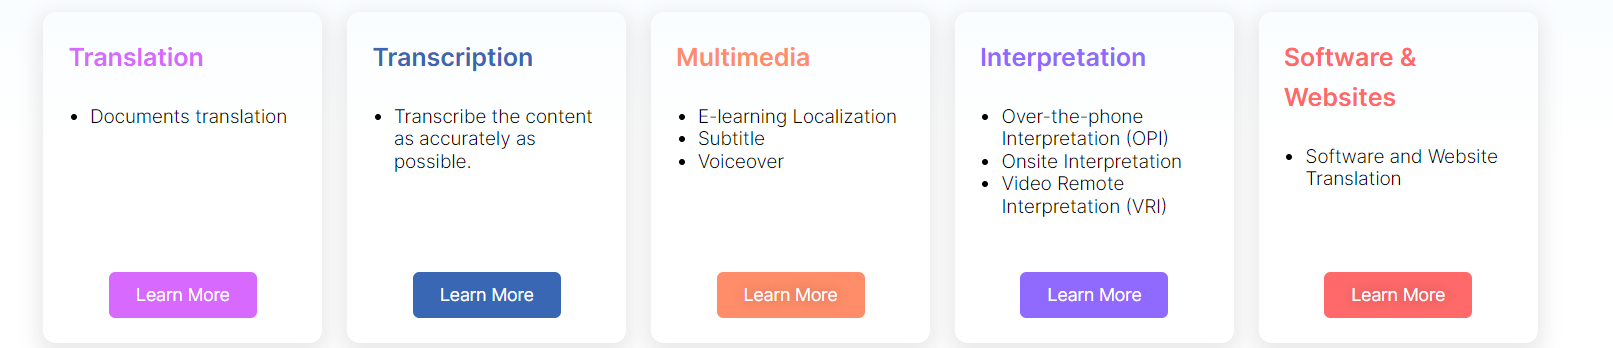 Translation
• Documents translation
Learn More
Transcription
• Transcribe the content
as accurately as
possible.
Learn More
Multimedia
• E-learning Localization
• Subtitle
• Voiceover
Learn More
Interpretation
• Over-the-phone
Interpretation (OPI)
• Onsite Interpretation
• Video Remote
Interpretation (VRI)
Learn More
Software &
Websites
• Software and Website
Translation
Learn More